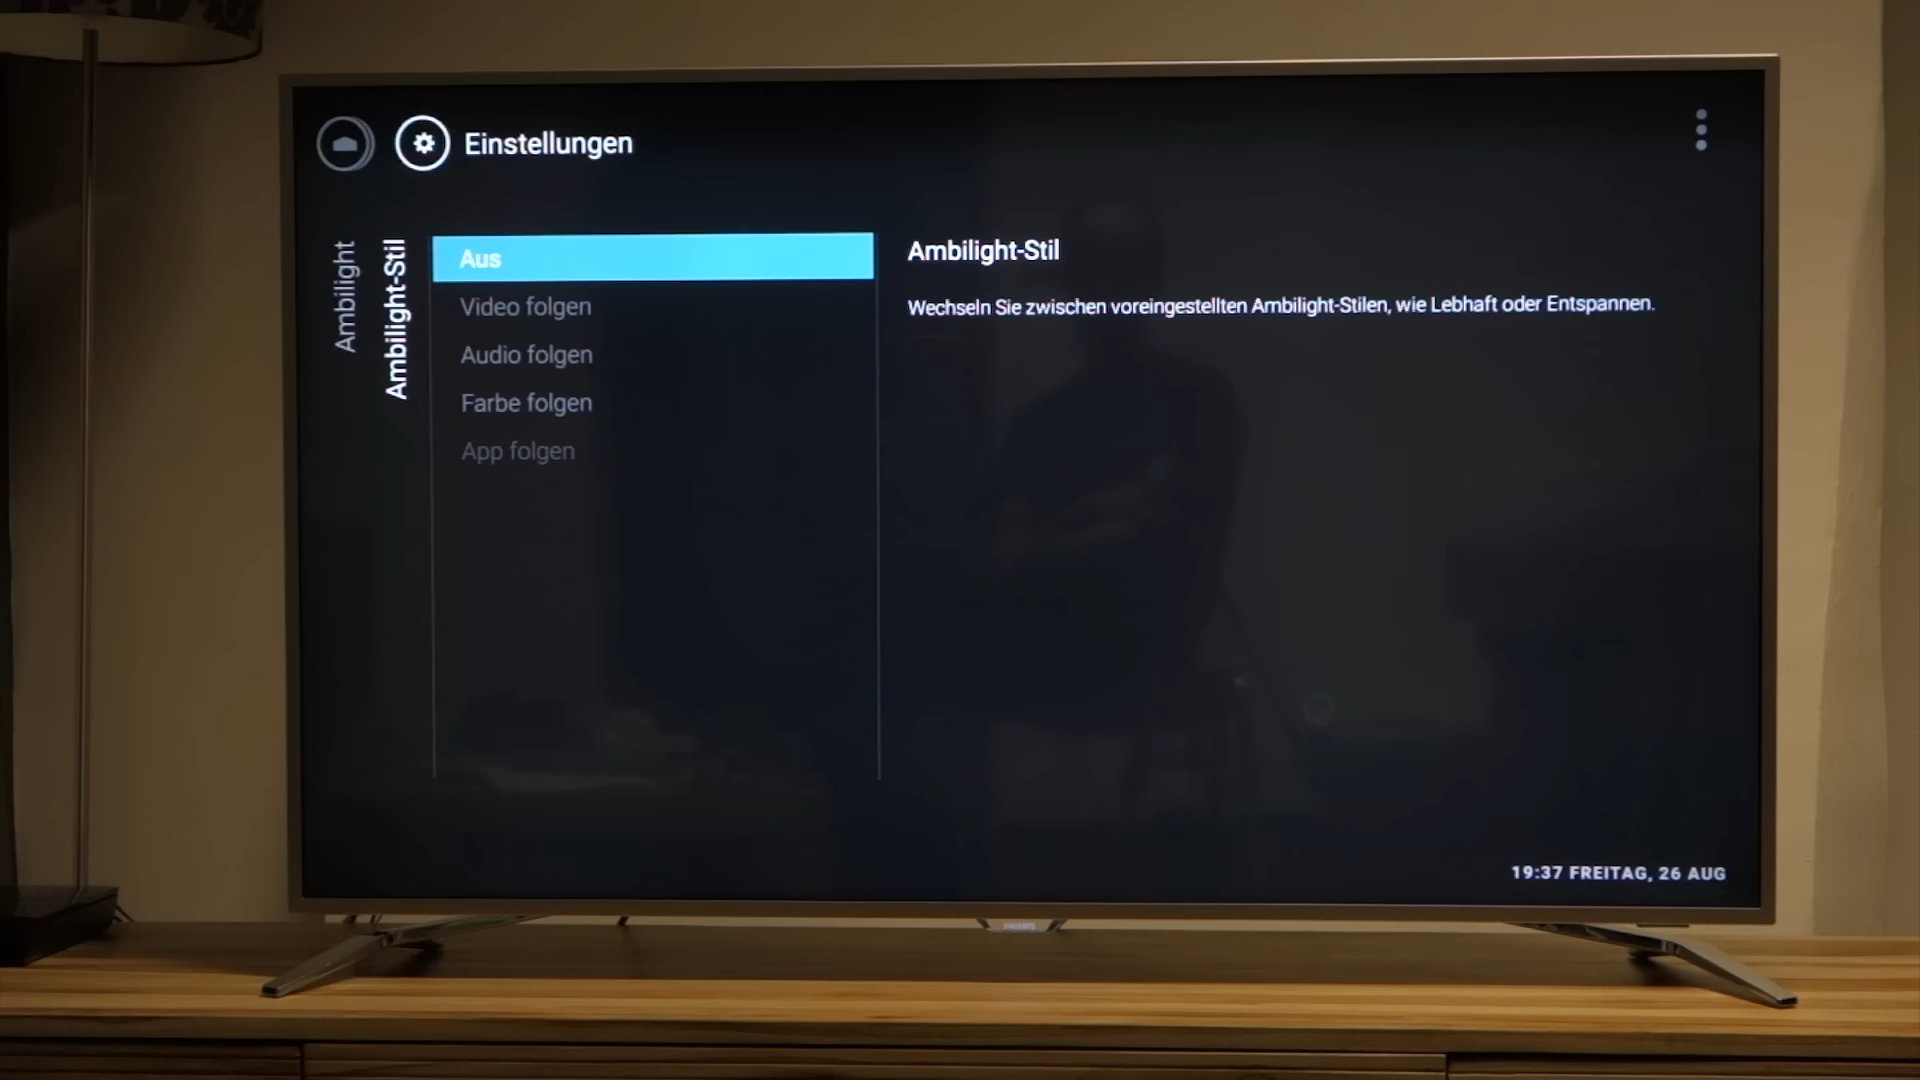 Einstellungen
Ambilight
Ambilight-Stil
Aus
Video folgen
Audio folgen
Farbe folgen
App folgen
Ambilight-Stil
Wechseln Sie zwischen voreingestellten Ambilight-Stilen, wie Lebhaft oder Entspannen.
19:37 FREITAG, 26 AUG
PHILIPS